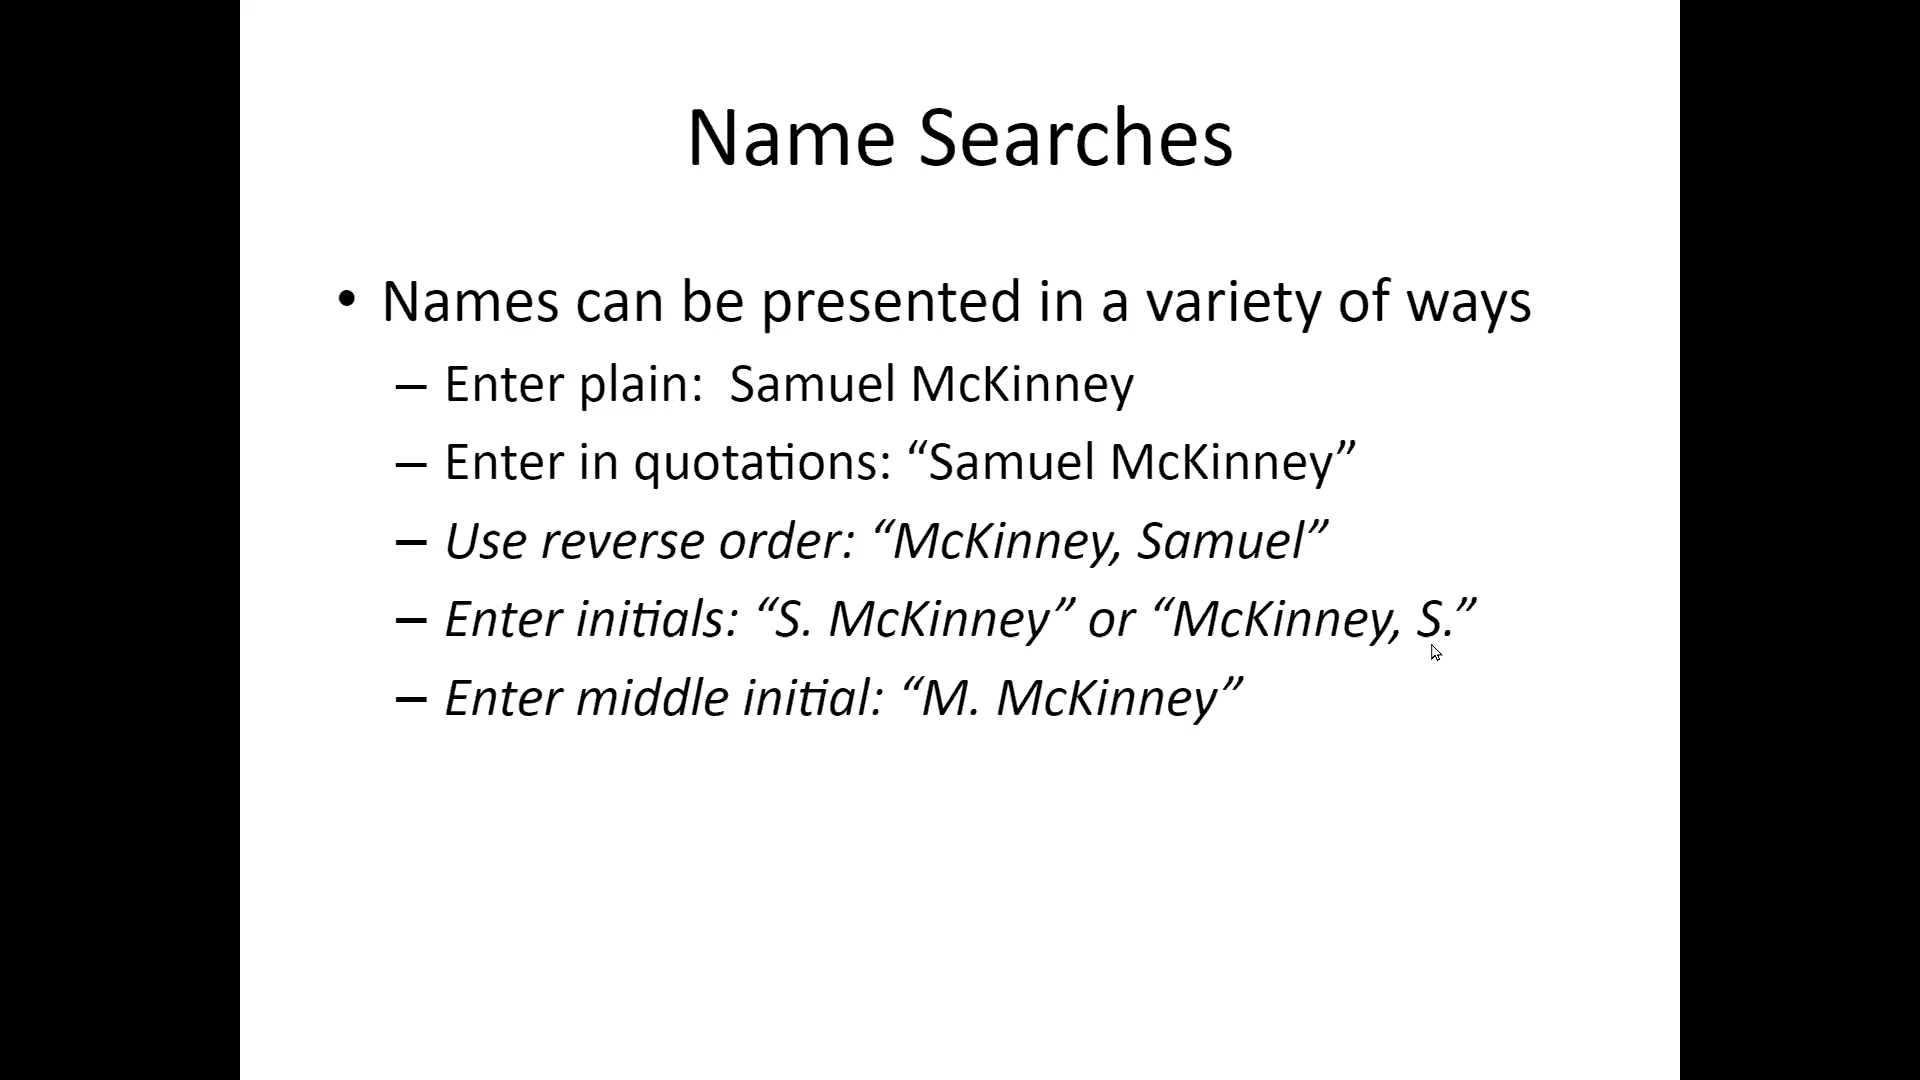 Name Searches
• Names can be presented in a variety of ways
– Enter plain:  Samuel McKinney
– Enter in quotations: “Samuel McKinney”
– Use reverse order: “McKinney, Samuel”
– Enter initials: “S. McKinney” or “McKinney, S.”
– Enter middle initial: “M. McKinney”